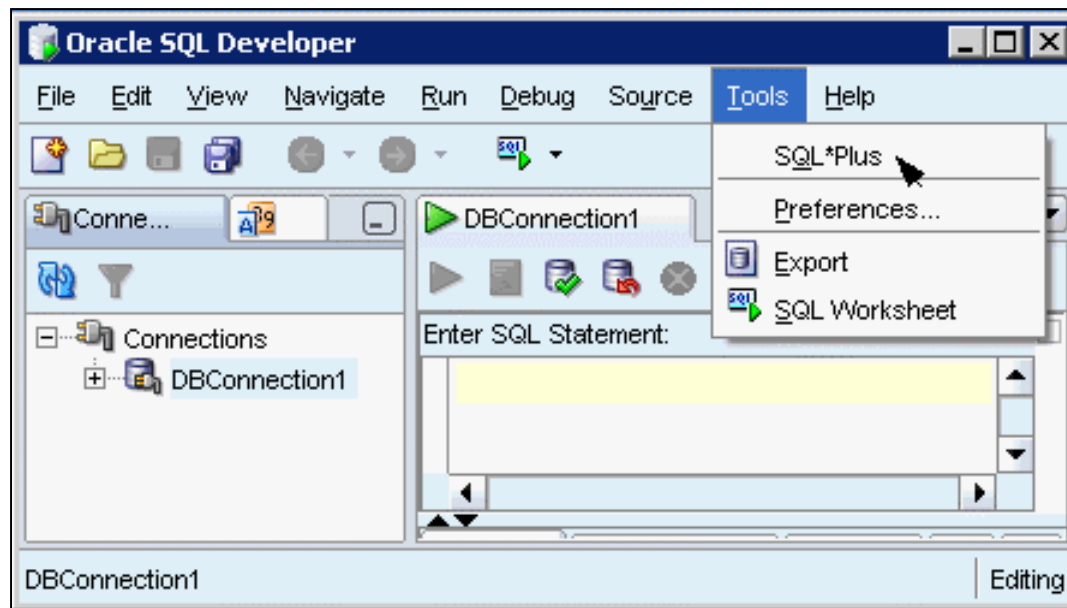 Oracle SQL Developer
File Edit View Navigate Run Debug Source Tools Help
SQL
SQL*Plus
Preferences...
Export
SQL Worksheet
Conne...
DBConnection1
Connections
DBConnection1
Enter SQL Statement:
DBConnection1
Editing